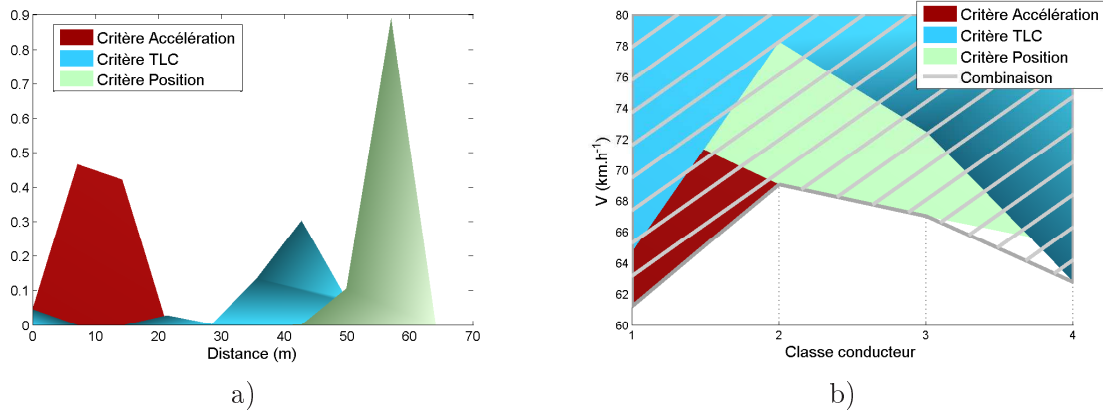 0.9
0.8
0.7
0.6
0.5
0.4
0.3
0.2
0.1
0
0 10 20 30 40 50 60 70
Distance (m)
Critère Accélération
Critère TLC
Critère Position
a)
80
78
76
74
72
70
68
66
64
62
60
V (km.h⁻¹)
1 2 3 4
Classe conducteur
Critère Accélération
Critère TLC
Critère Position
Combinaison
b)